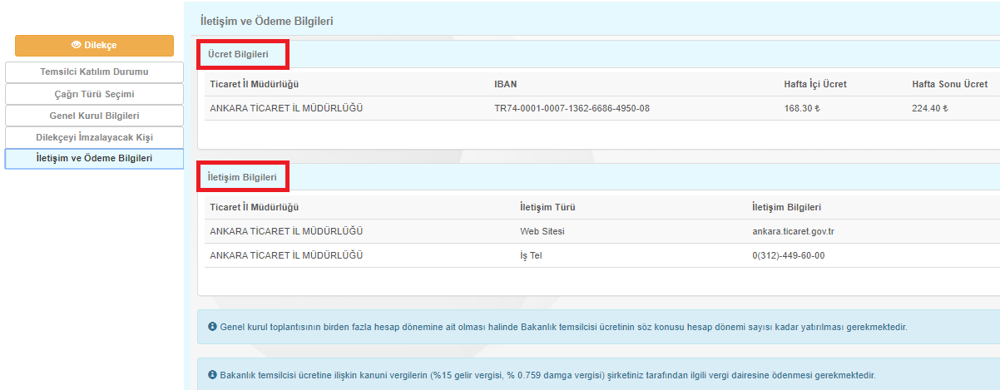 İletişim ve Ödeme Bilgileri
Dilekçe
Temsilci Katılım Durumu
Çağrı Türü Seçimi
Genel Kurul Bilgileri
Dilekçeyi İmzalayacak Kişi
İletişim ve Ödeme Bilgileri
Ücret Bilgileri
Ticaret İl Müdürlüğü IBAN Hafta İçi Ücret Hafta Sonu Ücret
ANKARA TİCARET İL MÜDÜRLÜĞÜ TR74-0001-0007-1362-6686-4950-08 168.30 ₺ 224.40 ₺
İletişim Bilgileri
Ticaret İl Müdürlüğü İletişim Türü İletişim Bilgileri
ANKARA TİCARET İL MÜDÜRLÜĞÜ Web Sitesi ankara.ticaret.gov.tr
ANKARA TİCARET İL MÜDÜRLÜĞÜ İş Tel 0(312)-449-60-00
Genel kurul toplantısının birden fazla hesap dönemine ait olması halinde Bakanlık temsilcisi ücretinin söz konusu hesap dönemi sayısı kadar yatırılması gerekmektedir.
Bakanlık temsilcisi ücretine ilişkin kanuni vergilerin (%15 gelir vergisi, % 0.759 damga vergisi) şirketiniz tarafından ilgili vergi dairesine ödenmesi gerekmektedir.